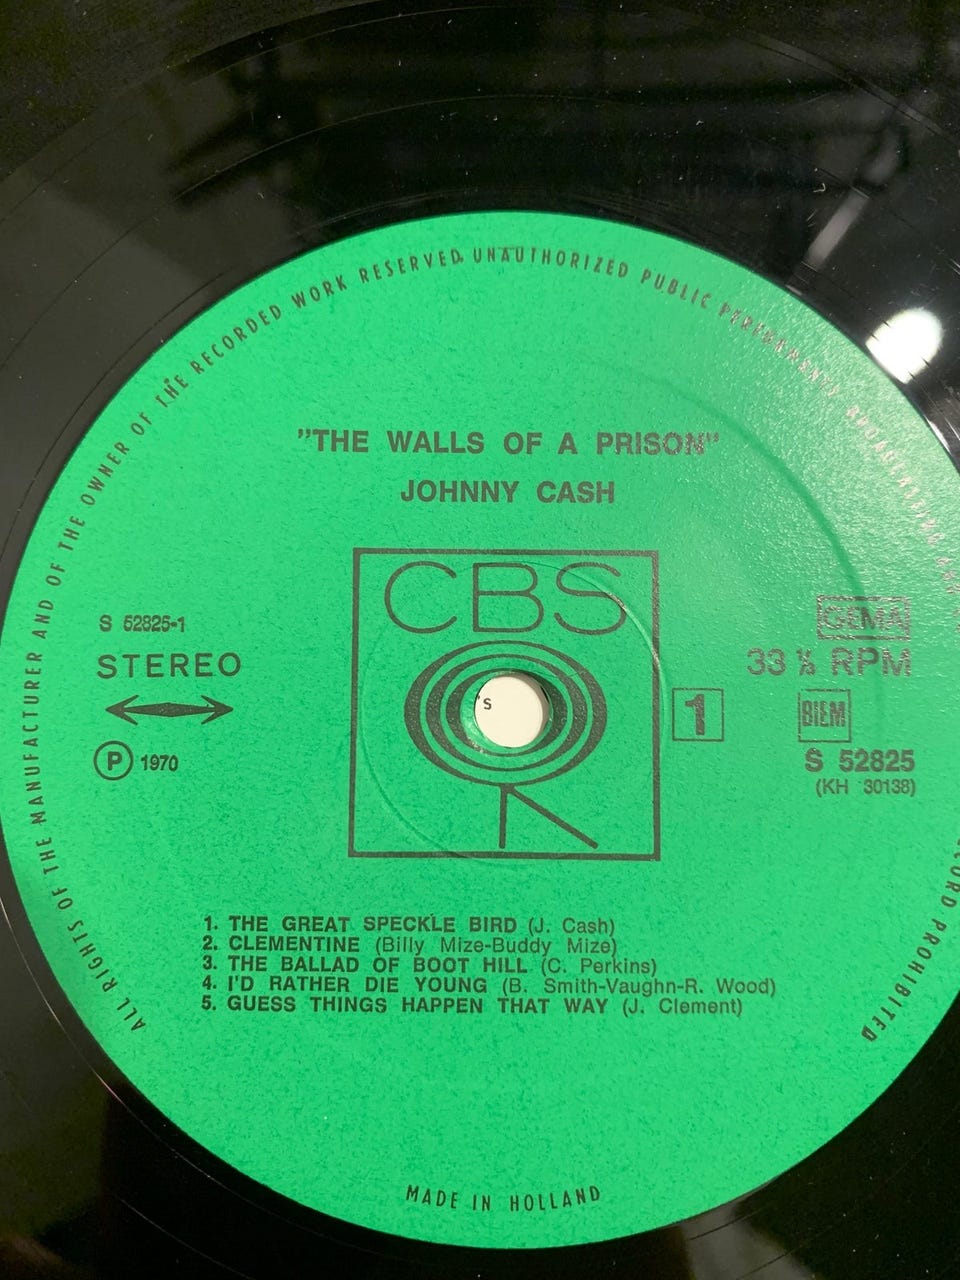 ALL RIGHTS OF THE MANUFACTURER AND OF THE OWNER OF THE RECORDED WORK RESERVED. UNAUTHORIZED PUBLIC PERFORMANCE, BROADCASTING AND
RECORD PROHIBITED
"THE WALLS OF A PRISON"
JOHNNY CASH
CBS
S 52825-1
STEREO
P 1970
's
1
GEMA
33 ⅓ RPM
BIEM
S 52825
(KH 30138)
1. THE GREAT SPECKLE BIRD (J. Cash)
2. CLEMENTINE (Billy Mize-Buddy Mize)
3. THE BALLAD OF BOOT HILL (C. Perkins)
4. I'D RATHER DIE YOUNG (B. Smith-Vaughn-R. Wood)
5. GUESS THINGS HAPPEN THAT WAY (J. Clement)
MADE IN HOLLAND